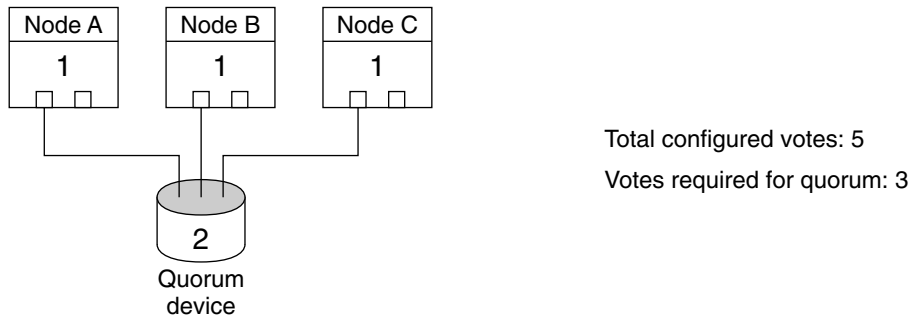 Node A
Node B
Node C
1
1
1
Total configured votes: 5
Votes required for quorum: 3
2
Quorum
device